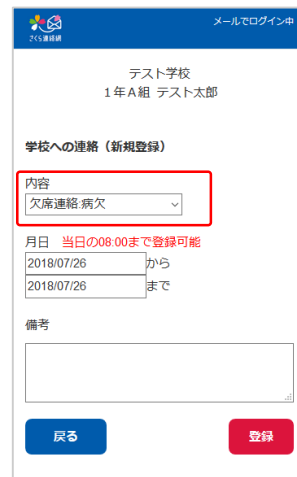 さくら連絡網
メールでログイン中
テスト学校
1年A組 テスト太郎
学校への連絡（新規登録）
内容
欠席連絡:病欠
月日 当日の08:00まで登録可能
2018/07/26 から
2018/07/26 まで
備考
戻る 登録